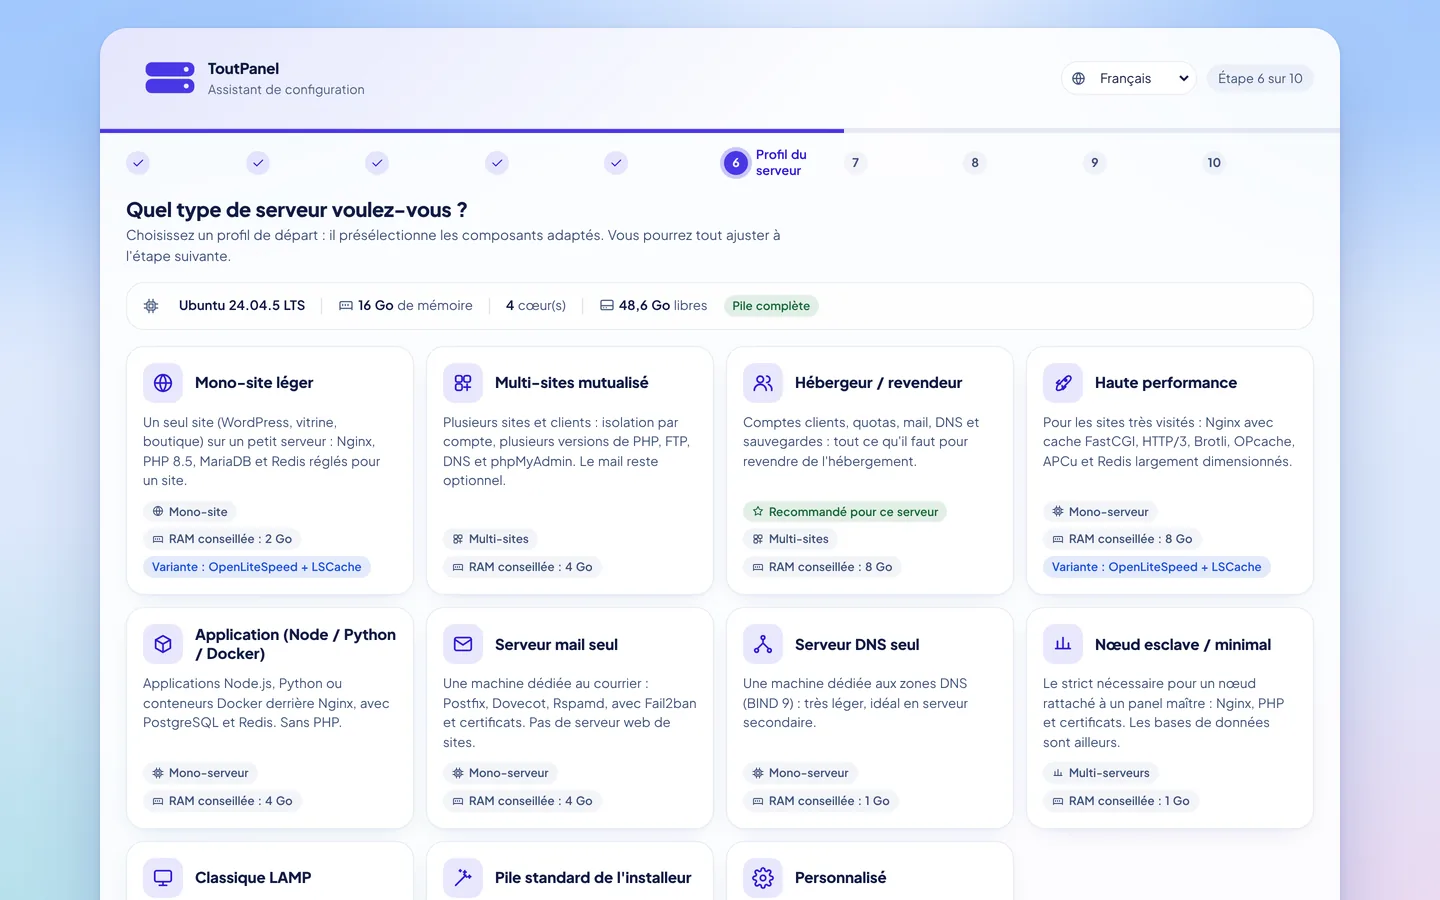 ToutPanel
Assistant de configuration
Français
Étape 6 sur 10
6
Profil du
serveur
7
8
9
10
Quel type de serveur voulez-vous ?
Choisissez un profil de départ : il présélectionne les composants adaptés. Vous pourrez tout ajuster à
l'étape suivante.
Ubuntu 24.04.5 LTS
16 Go de mémoire
4 cœur(s)
48,6 Go libres
Pile complète
Mono-site léger
Un seul site (WordPress, vitrine,
boutique) sur un petit serveur : Nginx,
PHP 8.5, MariaDB et Redis réglés pour
un site.
Mono-site
RAM conseillée : 2 Go
Variante : OpenLiteSpeed + LSCache
Multi-sites mutualisé
Plusieurs sites et clients : isolation par
compte, plusieurs versions de PHP, FTP,
DNS et phpMyAdmin. Le mail reste
optionnel.
Multi-sites
RAM conseillée : 4 Go
Hébergeur / revendeur
Comptes clients, quotas, mail, DNS et
sauvegardes : tout ce qu'il faut pour
revendre de l'hébergement.
Recommandé pour ce serveur
Multi-sites
RAM conseillée : 8 Go
Haute performance
Pour les sites très visités : Nginx avec
cache FastCGI, HTTP/3, Brotli, OPcache,
APCu et Redis largement dimensionnés.
Mono-serveur
RAM conseillée : 8 Go
Variante : OpenLiteSpeed + LSCache
Application (Node / Python
/ Docker)
Applications Node.js, Python ou
conteneurs Docker derrière Nginx, avec
PostgreSQL et Redis. Sans PHP.
Mono-serveur
RAM conseillée : 4 Go
Serveur mail seul
Une machine dédiée au courrier :
Postfix, Dovecot, Rspamd, avec Fail2ban
et certificats. Pas de serveur web de
sites.
Mono-serveur
RAM conseillée : 4 Go
Serveur DNS seul
Une machine dédiée aux zones DNS
(BIND 9) : très léger, idéal en serveur
secondaire.
Mono-serveur
RAM conseillée : 1 Go
Nœud esclave / minimal
Le strict nécessaire pour un nœud
rattaché à un panel maître : Nginx, PHP
et certificats. Les bases de données
sont ailleurs.
Multi-serveurs
RAM conseillée : 1 Go
Classique LAMP
Pile standard de l'installeur
Personnalisé